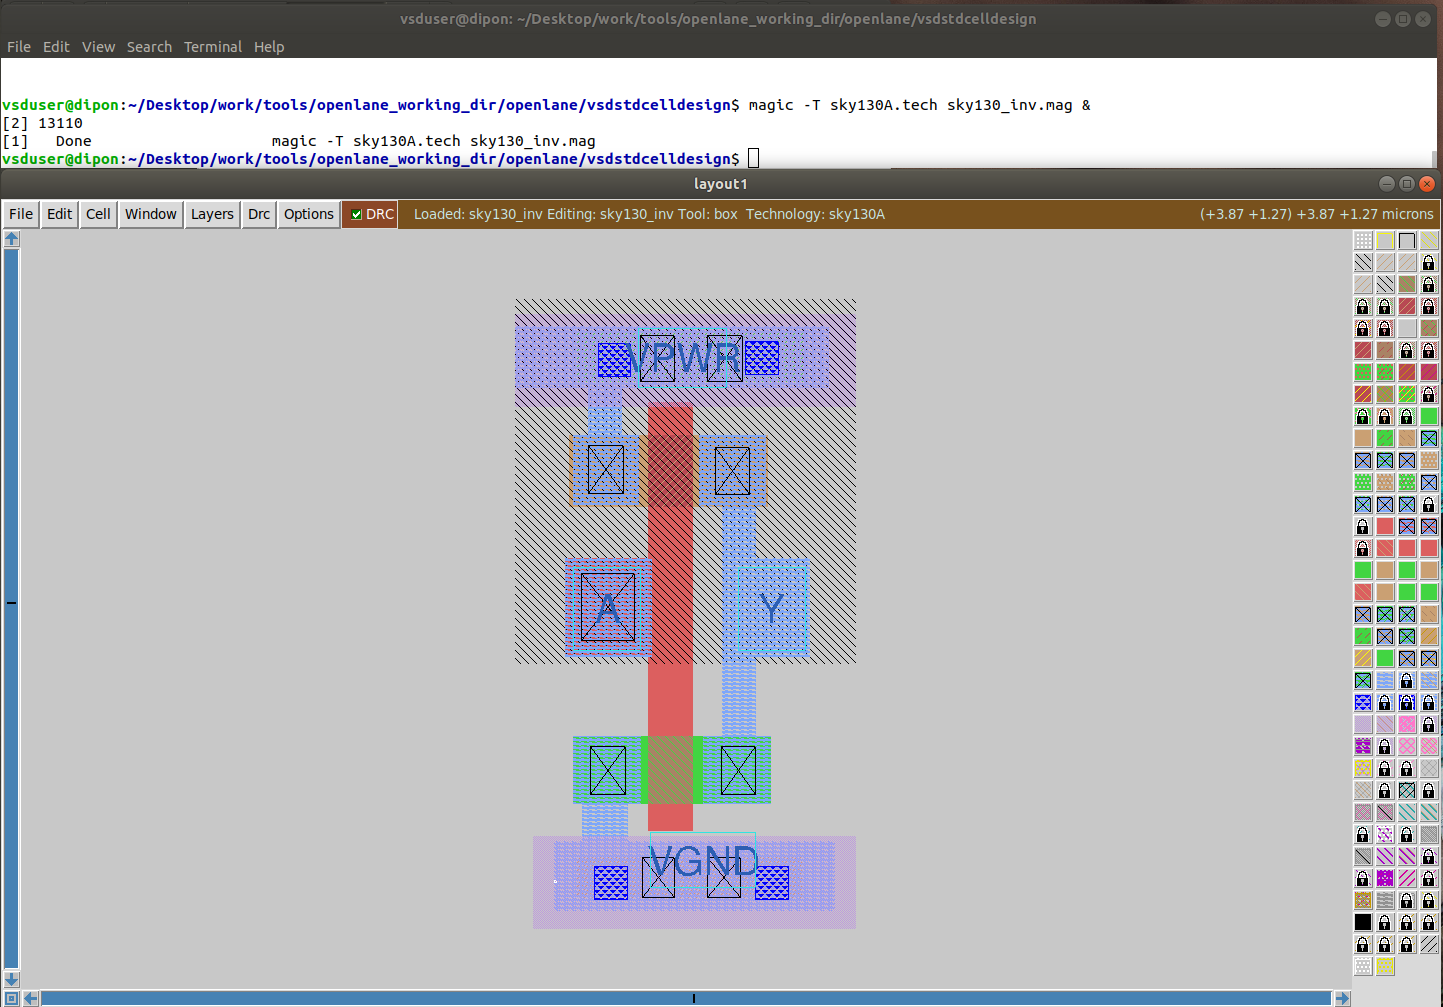 vsduser@dipon: ~/Desktop/work/tools/openlane_working_dir/openlane/vsdstdcelldesign
File Edit View Search Terminal Help
vsduser@dipon:~/Desktop/work/tools/openlane_working_dir/openlane/vsdstdcelldesign$ magic -T sky130A.tech sky130_inv.mag &
[2] 13110
[1]   Done                    magic -T sky130A.tech sky130_inv.mag
vsduser@dipon:~/Desktop/work/tools/openlane_working_dir/openlane/vsdstdcelldesign$
layout1
File Edit Cell Window Layers Drc Options DRC Loaded: sky130_inv Editing: sky130_inv Tool: box Technology: sky130A (+3.87 +1.27) +3.87 +1.27 microns
VPWR
A Y
VGND